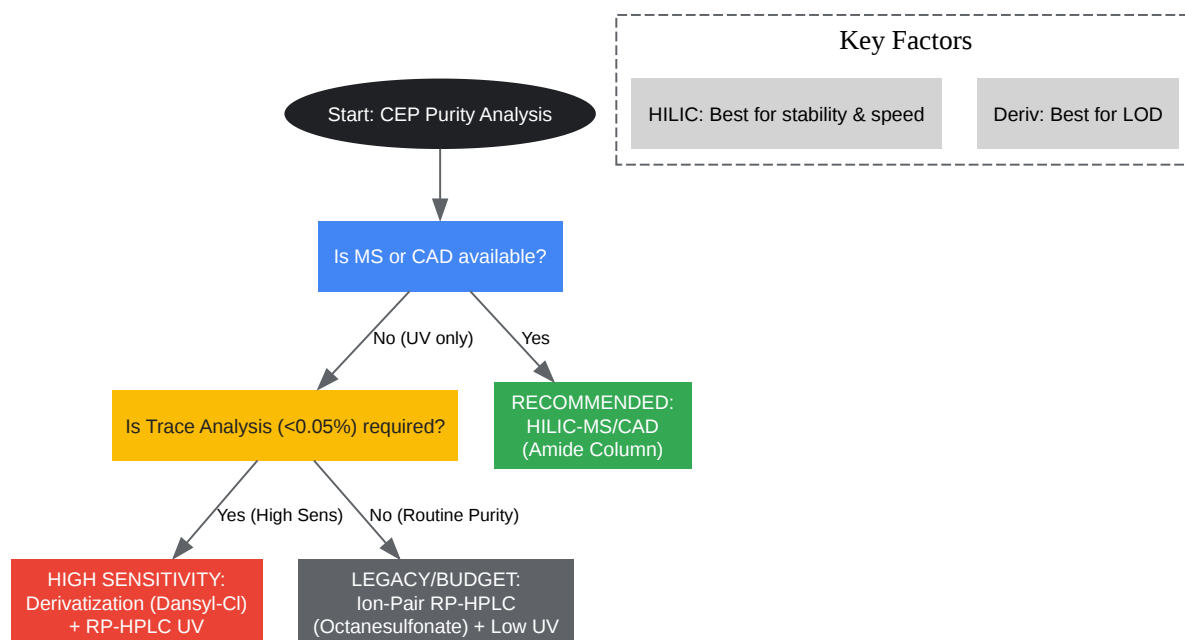 Key Factors
Start: CEP Purity Analysis
HILIC: Best for stability & speed
Deriv: Best for LOD
Is MS or CAD available?
No (UV only)
Yes
Is Trace Analysis (<0.05%) required?
RECOMMENDED:
HILIC-MS/CAD
(Amide Column)
Yes (High Sens)
No (Routine Purity)
HIGH SENSITIVITY:
Derivatization (Dansyl-Cl)
+ RP-HPLC UV
LEGACY/BUDGET:
Ion-Pair RP-HPLC
(Octanesulfonate) + Low UV